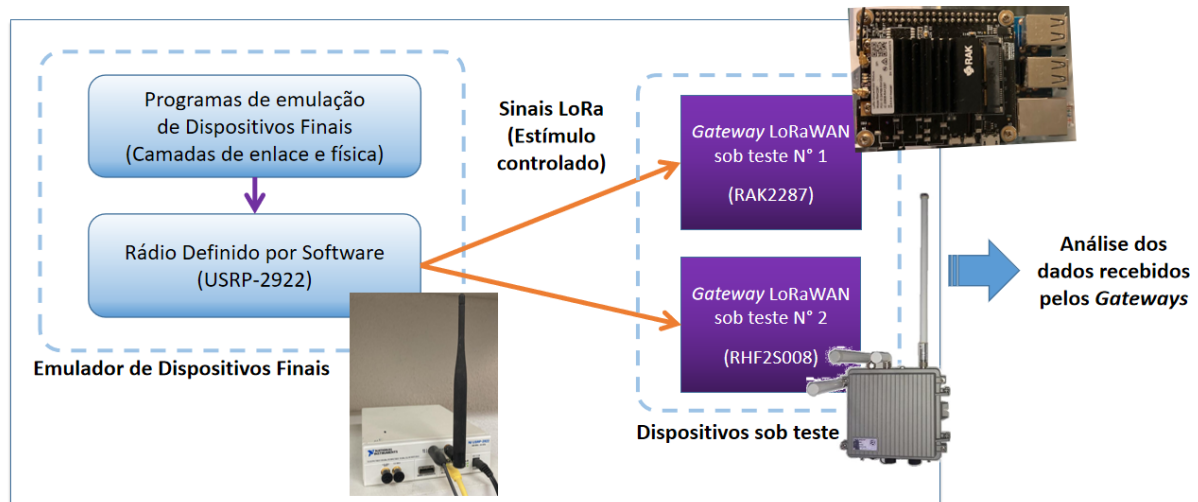 Programas de emulação
de Dispositivos Finais
(Camadas de enlace e física)
Rádio Definido por Software
(USRP-2922)
Emulador de Dispositivos Finais
Sinais LoRa
(Estímulo
controlado)
Gateway LoRaWAN
sob teste N° 1
(RAK2287)
Gateway LoRaWAN
sob teste N° 2
(RHF2S008)
Dispositivos sob teste
Análise dos
dados recebidos
pelos Gateways
RAK
NATIONAL
INSTRUMENTS